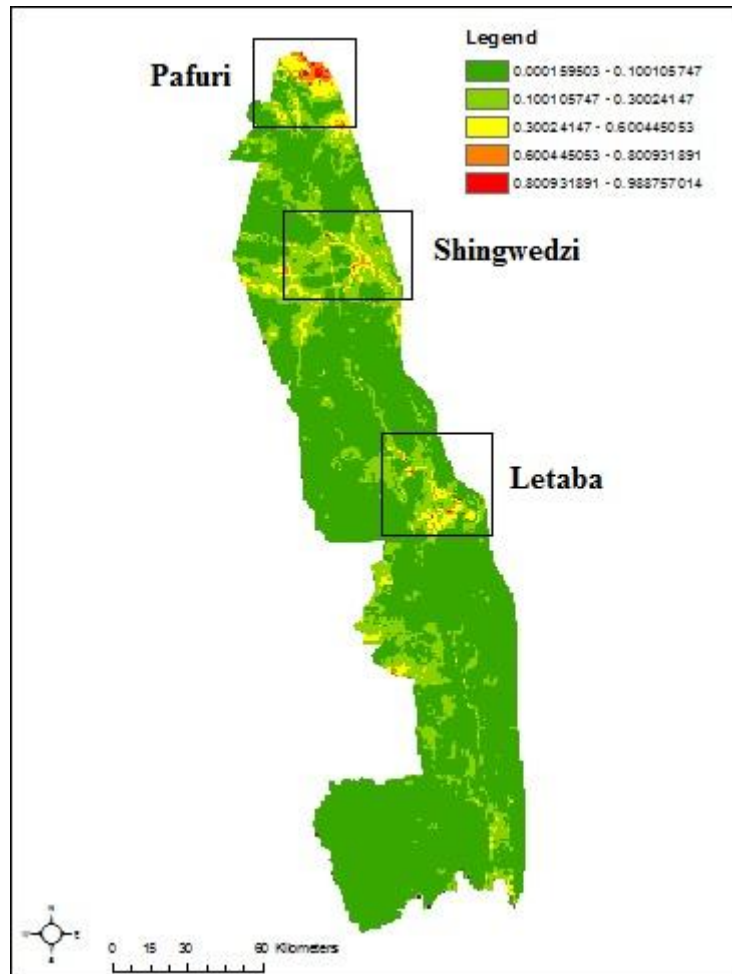 Legend
Pafuri
0.000159503 - 0.100105747
0.100105747 - 0.30024147
0.30024147 - 0.600445053
0.600445053 - 0.800931891
0.800931891 - 0.988757014
Shingwedzi
Letaba
N
W E
S
0 15 30 60 Kilometers